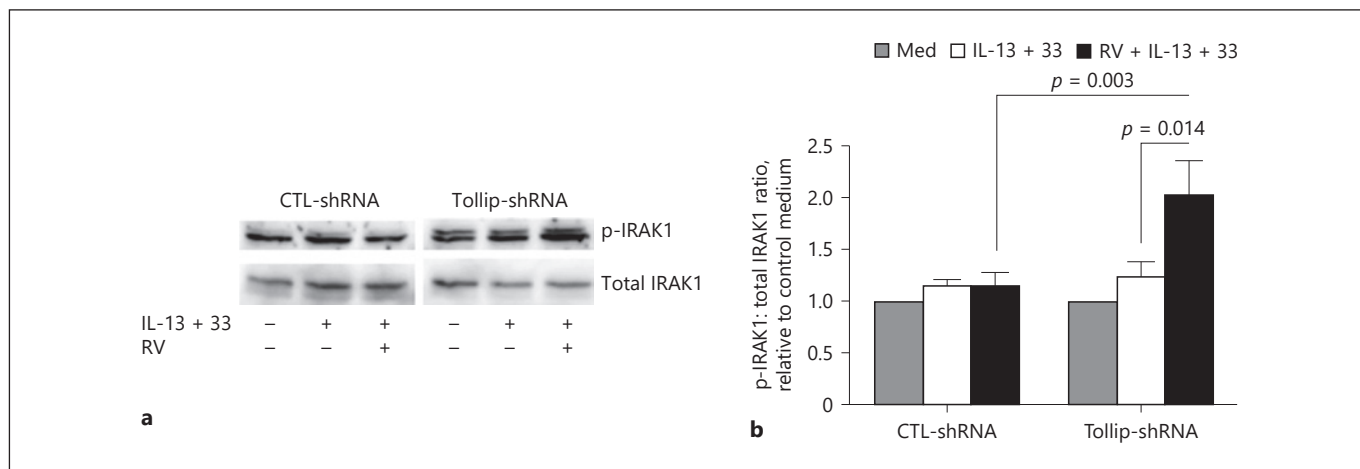 CTL-shRNA Tollip-shRNA
p-IRAK1
Total IRAK1
IL-13 + 33 – + + – + +
RV – – + – – +
a
Med IL-13 + 33 RV + IL-13 + 33
p = 0.003
p = 0.014
p-IRAK1: total IRAK1 ratio,
relative to control medium
2.5
2.0
1.5
1.0
0.5
0
CTL-shRNA Tollip-shRNA
b